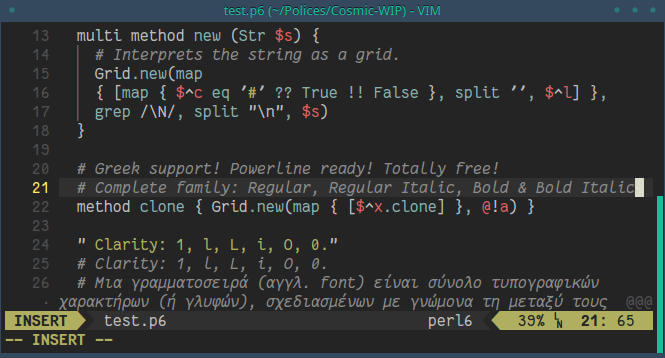 test.p6 (~/Polices/Cosmic-WIP) - VIM
13 multi method new (Str $s) {
14 # Interprets the string as a grid.
15 Grid.new(map
16 { [map { $^c eq ’#’ ?? True !! False }, split ’’, $^l] },
17 grep /\N/, split "\n", $s)
18 }
19
20 # Greek support! Powerline ready! Totally free!
21 # Complete family: Regular, Regular Italic, Bold & Bold Italic
22 method clone { Grid.new(map { [$^x.clone] }, @!a) }
23
24 " Clarity: 1, l, L, i, O, 0."
25 # Clarity: 1, l, L, i, O, 0.
26 # Μια γραμματοσειρά (αγγλ. font) είναι σύνολο τυπογραφικών
· χαρακτήρων (ή γλυφών), σχεδιασμένων με γνώμονα τη μεταξύ τους @@@
INSERT test.p6 perl6 39% LN 21: 65
-- INSERT --